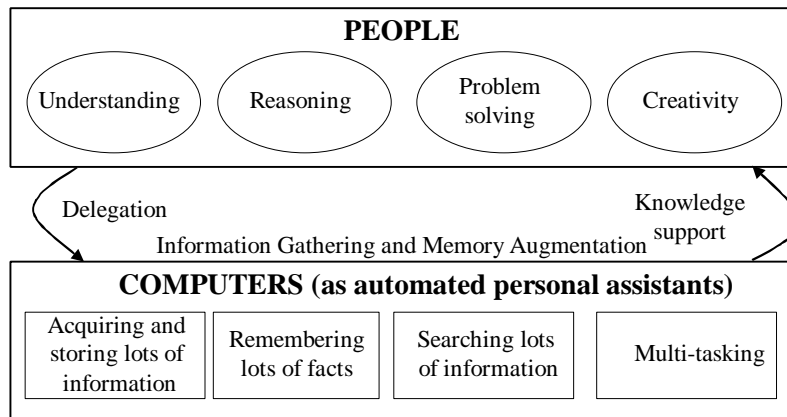 PEOPLE
Understanding
Reasoning
Problem
solving
Creativity
Delegation
Knowledge
support
Information Gathering and Memory Augmentation
COMPUTERS (as automated personal assistants)
Acquiring and
storing lots of
information
Remembering
lots of facts
Searching lots
of information
Multi-tasking